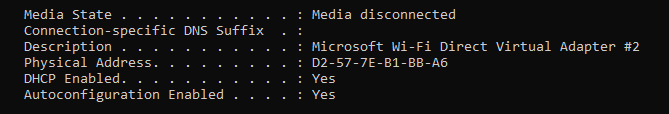 Media State . . . . . . . . . . . : Media disconnected
Connection-specific DNS Suffix  . :
Description . . . . . . . . . . . : Microsoft Wi-Fi Direct Virtual Adapter #2
Physical Address. . . . . . . . . : D2-57-7E-B1-BB-A6
DHCP Enabled. . . . . . . . . . . : Yes
Autoconfiguration Enabled . . . . : Yes